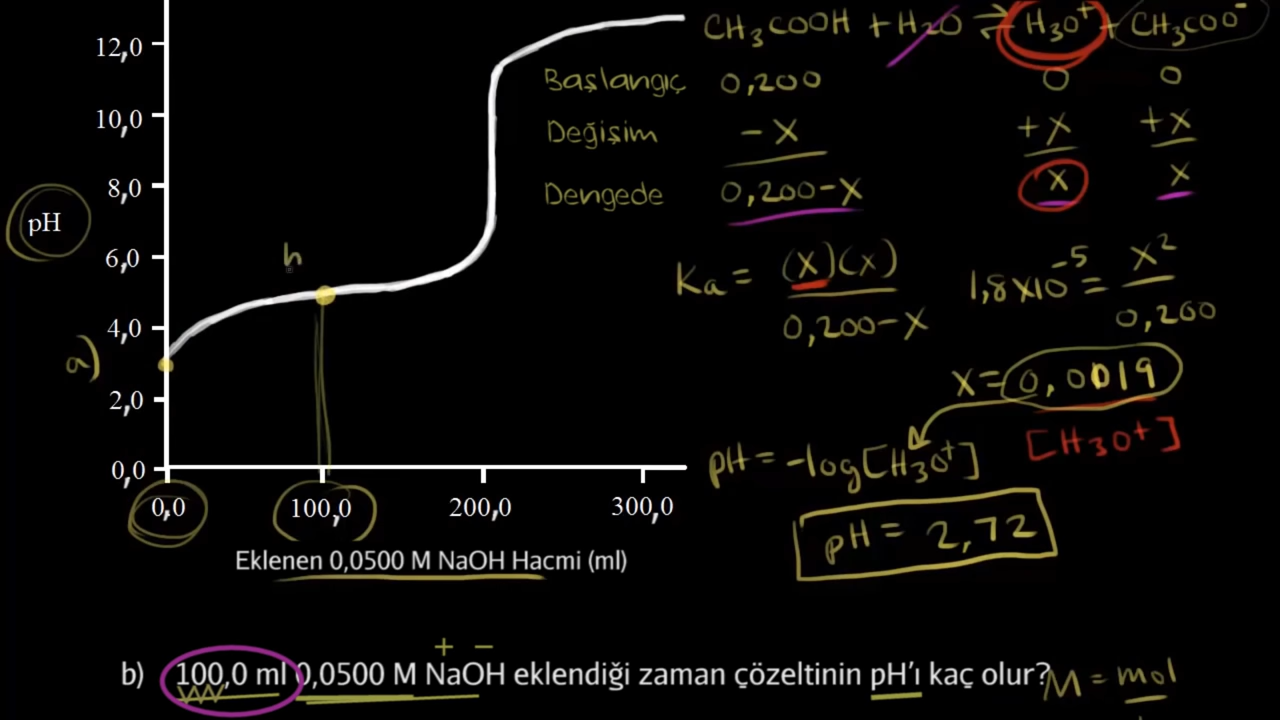 12,0
10,0
8,0
6,0
4,0
2,0
0,0
pH
h
a)
0,0 100,0 200,0 300,0
Eklenen 0,0500 M NaOH Hacmi (ml)
CH₃COOH + H₂O ⇌ H₃O⁺ + CH₃COO⁻
Başlangıç 0,200 0 0
Değişim -X +X +X
Dengede 0,200-X X X
Ka = (X)(X) / 0,200-X
1,8x10⁻⁵ = X² / 0,200
X = 0,0019
[H₃O⁺]
pH = -log[H₃O⁺]
pH = 2,72
+ -
b) 100,0 ml 0,0500 M NaOH eklendiği zaman çözeltinin pH'ı kaç olur?
M = mol